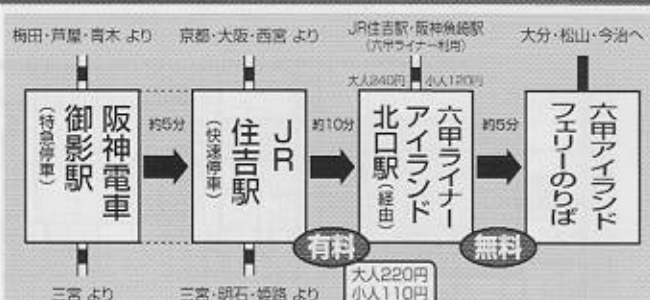 梅田・芦屋・青木 より
京都・大阪・西宮 より
JR住吉駅・阪神魚崎駅
(六甲ライナー利用)
大人240円 小人120円
大分・松山・今治へ
阪神電車
御影駅
(特急停車)
約5分
JR
住吉駅
(快速停車)
約10分
有料
六甲ライナー
アイランド
北口駅(経由)
約5分
無料
六甲アイランド
フェリーのりば
三宮 より
三宮・明石・姫路 より
大人220円
小人110円